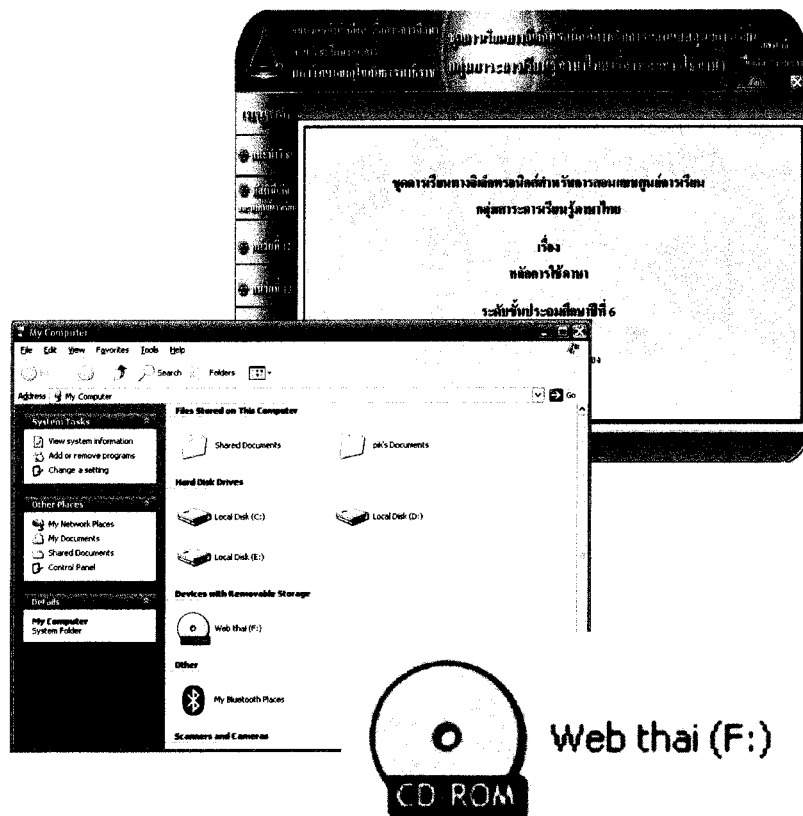 ชุดการเรียนทางอิเล็กทรอนิกส์สำหรับการสอนแบบศูนย์การเรียน
กลุ่มสาระการเรียนรู้ภาษาไทย
เรื่อง
หลักการใช้ภาษา
ระดับชั้นประถมศึกษาปีที่ 6
My Computer
File Edit View Favorites Tools Help
Search Folders
Address My Computer Go
System Tasks
View system information
Add or remove programs
Change a setting
Other Places
My Network Places
My Documents
Shared Documents
Control Panel
Details
My Computer
System Folder
Files Stored on This Computer
Shared Documents pik's Documents
Hard Disk Drives
Local Disk (C:) Local Disk (D:)
Local Disk (E:)
Devices with Removable Storage
Web thai (F:)
Other
My Bluetooth Places
Scanners and Cameras
Web thai (F:)
CD-ROM